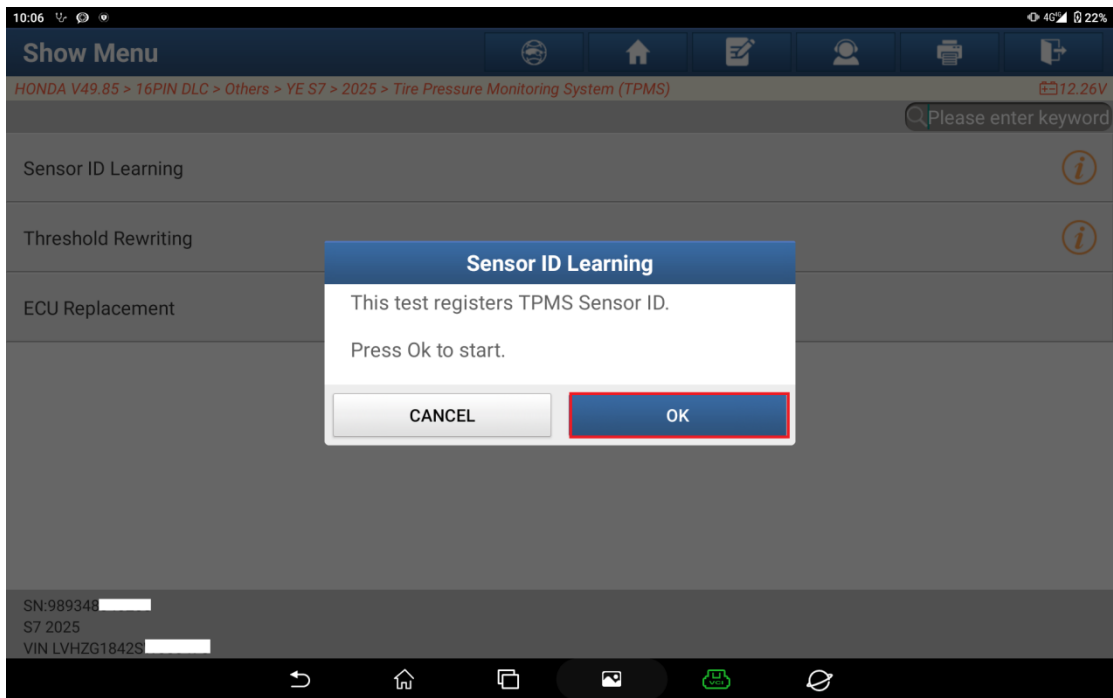 10:06 4G 22%
Show Menu
HONDA V49.85 > 16PIN DLC > Others > YE S7 > 2025 > Tire Pressure Monitoring System (TPMS) 12.26V
Please enter keyword
Sensor ID Learning
Threshold Rewriting
ECU Replacement
Sensor ID Learning
This test registers TPMS Sensor ID.
Press Ok to start.
CANCEL OK
SN:989348
S7 2025
VIN LVHZG1842S
VCI